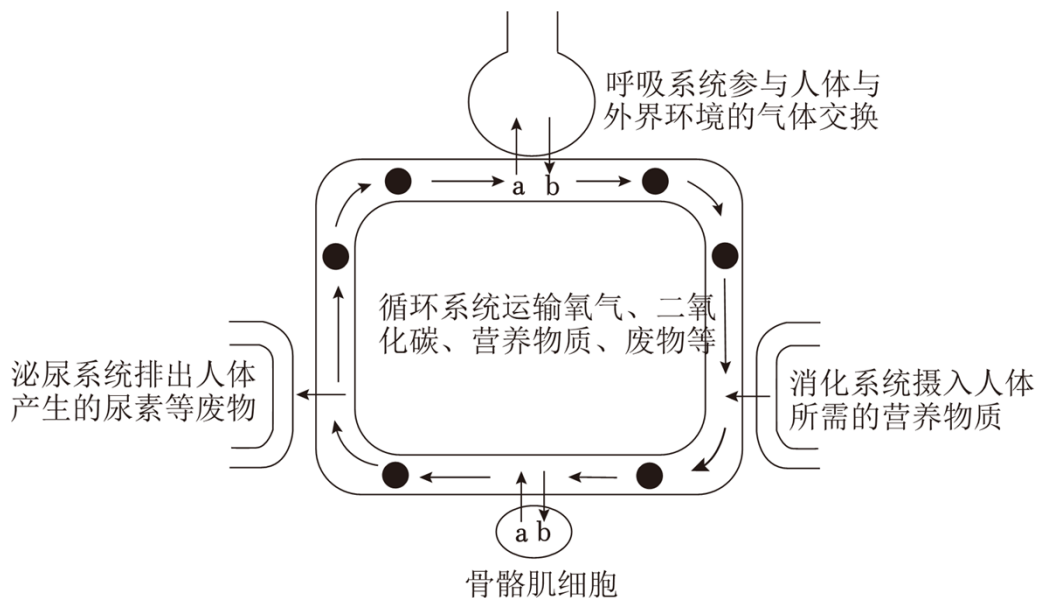 呼吸系统参与人体与
外界环境的气体交换
a b
循环系统运输氧气、二氧
化碳、营养物质、废物等
泌尿系统排出人体
产生的尿素等废物
消化系统摄入人体
所需的营养物质
a b
骨骼肌细胞